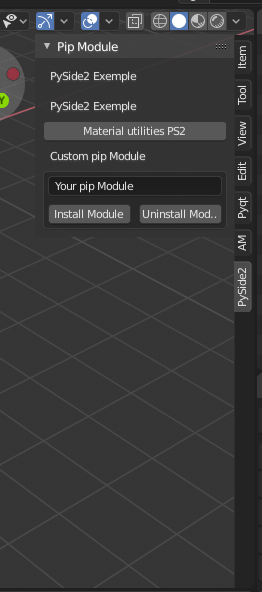 Pip Module
PySide2 Exemple
PySide2 Exemple
Material utilities PS2
Custom pip Module
Your pip Module
Install Module
Uninstall Mod..
Item
Tool
View
Edit
Pyqt
AM
PySide2
Y